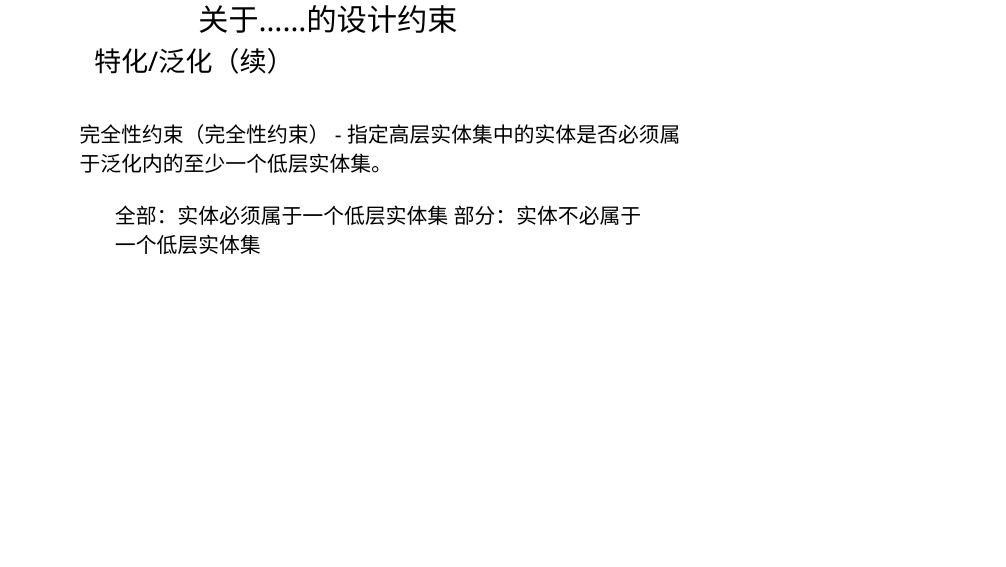 关于……的设计约束
特化/泛化（续）
完全性约束（完全性约束） - 指定高层实体集中的实体是否必须属
于泛化内的至少一个低层实体集。
全部：实体必须属于一个低层实体集 部分：实体不必属于
一个低层实体集